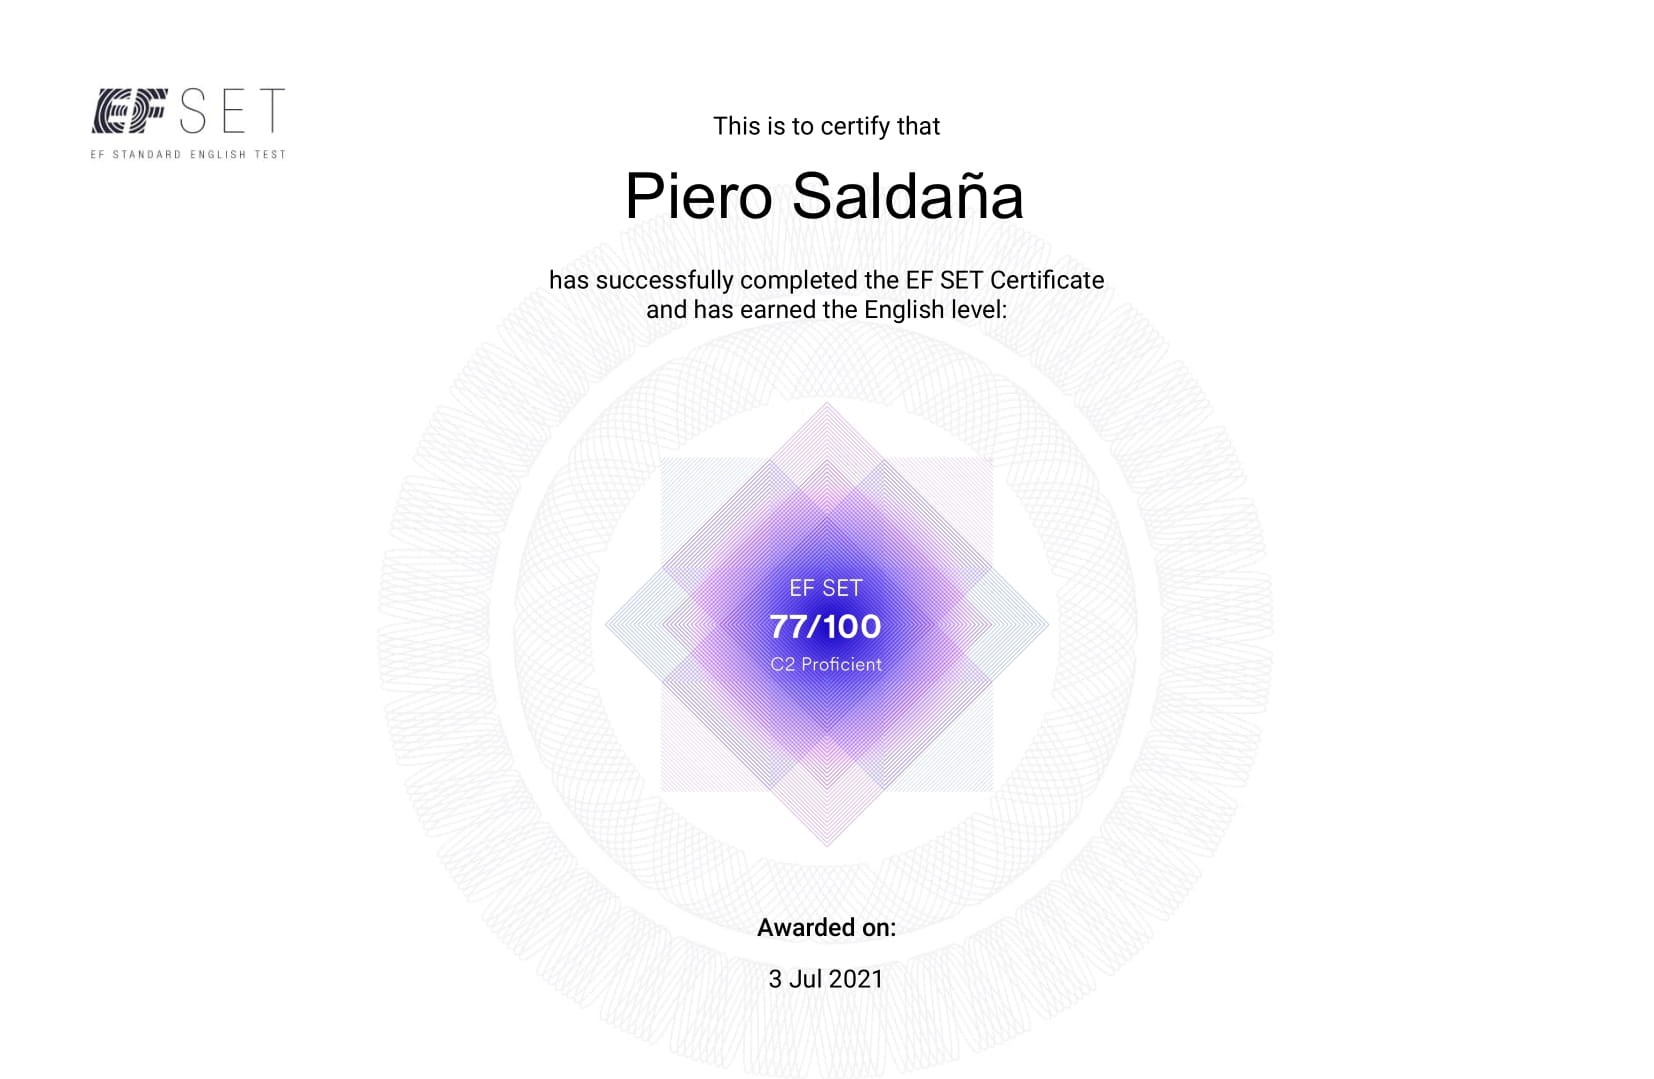 EF SET
EF STANDARD ENGLISH TEST
This is to certify that
Piero Saldaña
has successfully completed the EF SET Certificate
and has earned the English level:
EF SET
77/100
C2 Proficient
Awarded on:
3 Jul 2021